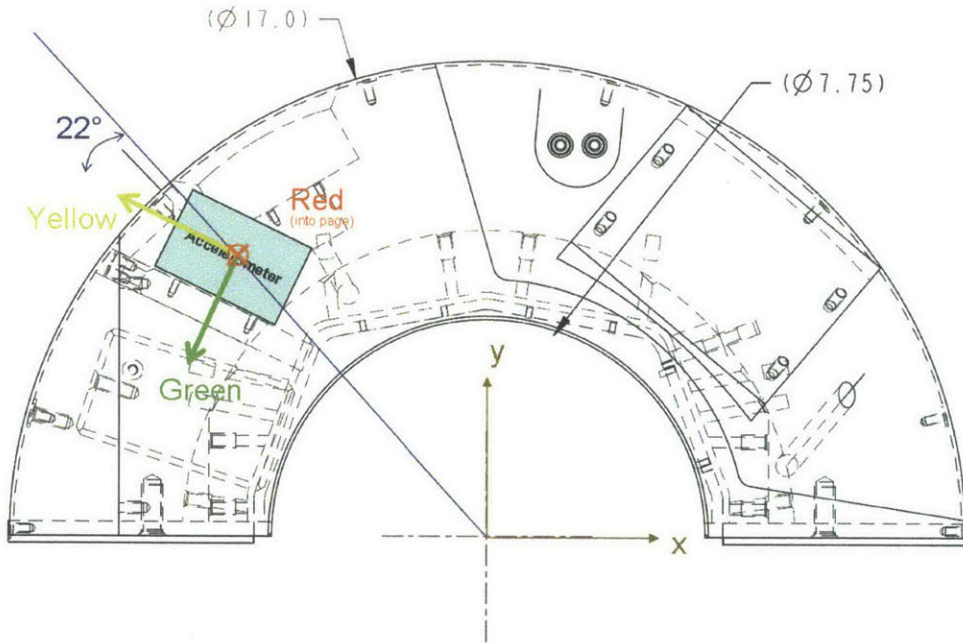 (Ø17.0)
(Ø7.75)
22°
Yellow
Red
(into page)
Accelerometer
Green
y
x